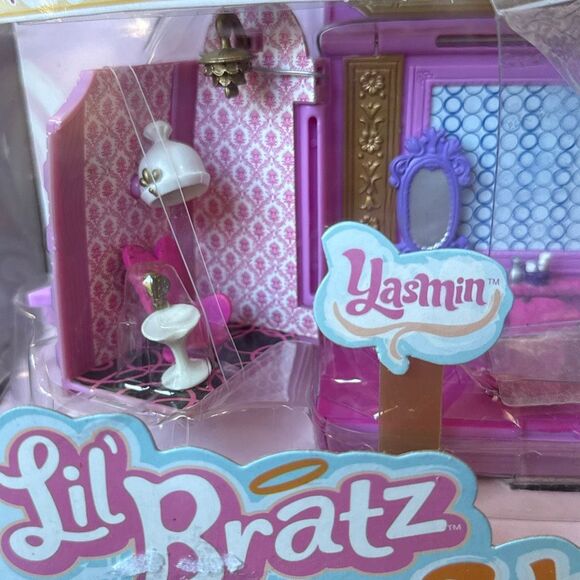 Yasmin™
Lil' Bratz™